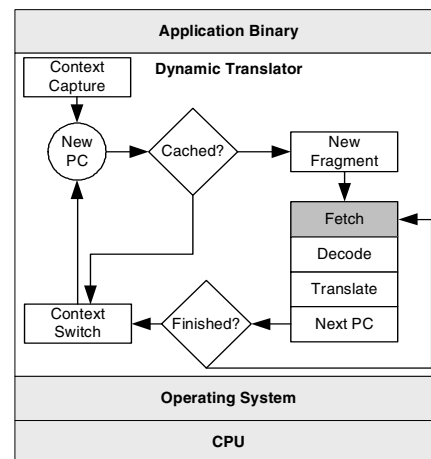 Application Binary
Dynamic Translator
Context
Capture
New
PC
Cached?
New
Fragment
Fetch
Decode
Translate
Next PC
Finished?
Context
Switch
Operating System
CPU